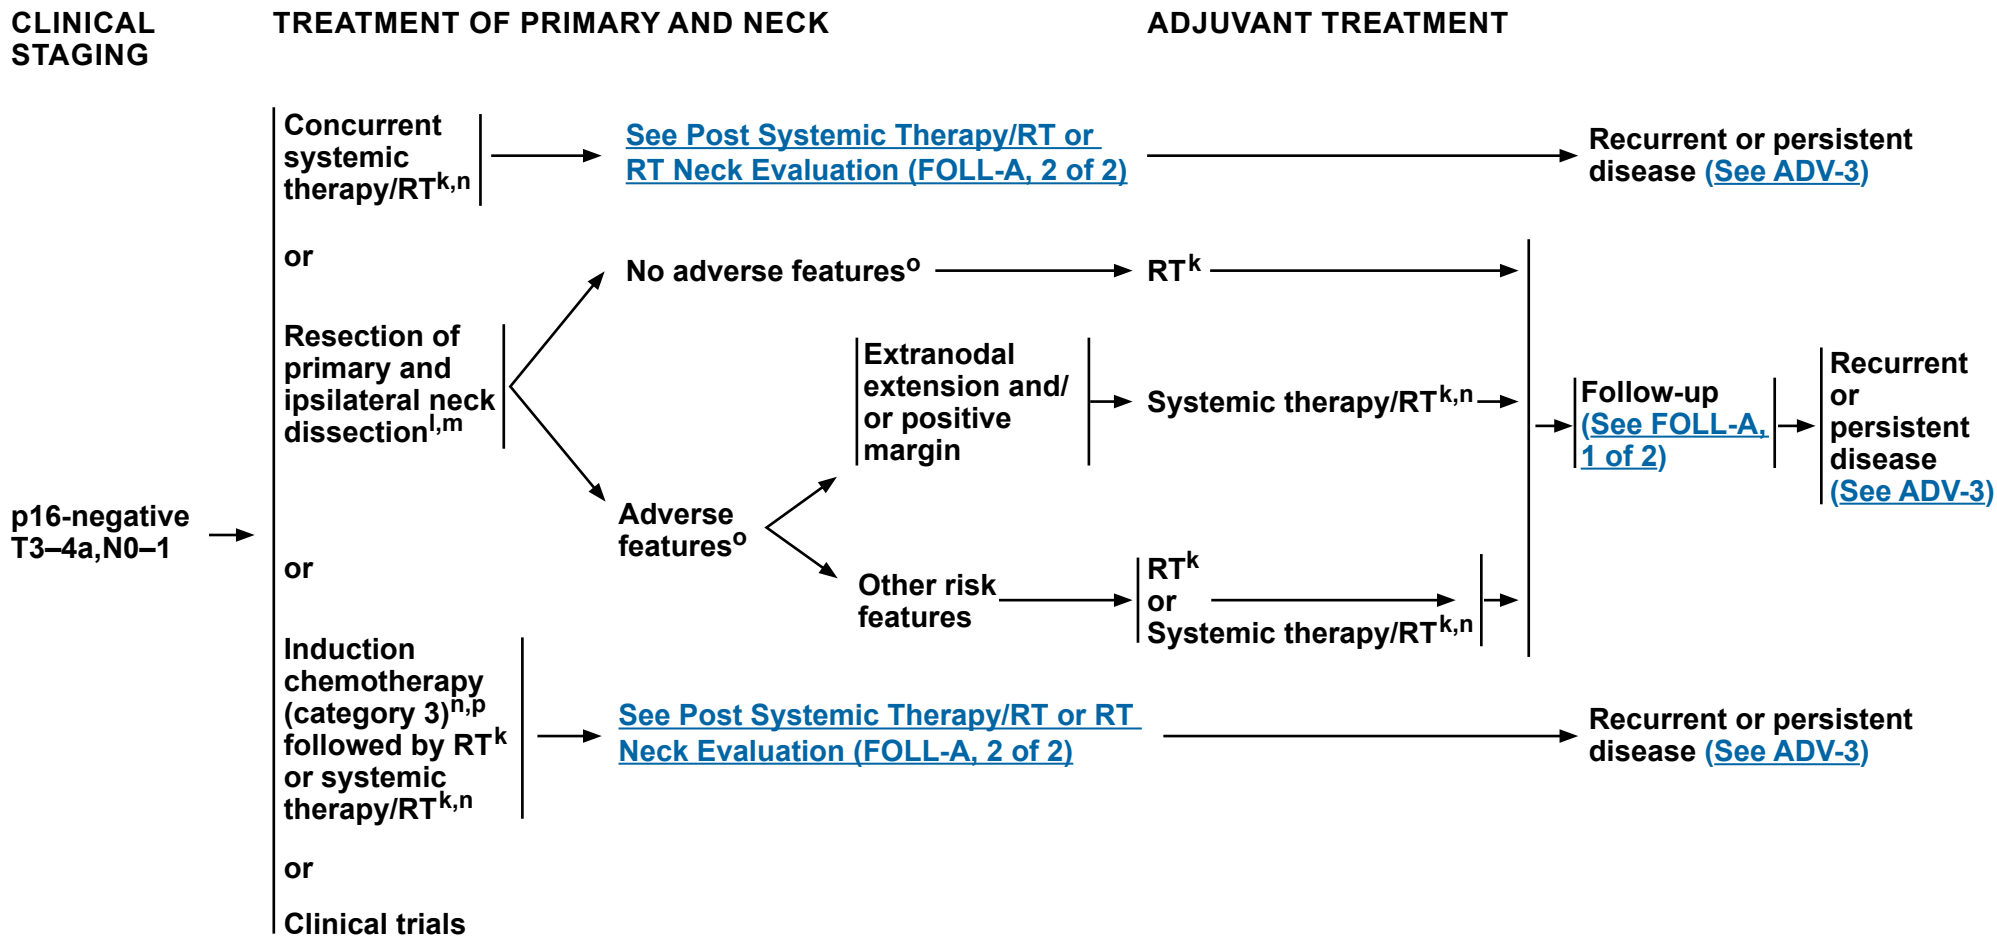 CLINICAL
STAGING
TREATMENT OF PRIMARY AND NECK
ADJUVANT TREATMENT
p16-negative
T3–4a,N0–1
Concurrent
systemic
therapy/RTk,n
See Post Systemic Therapy/RT or
RT Neck Evaluation (FOLL-A, 2 of 2)
Recurrent or persistent
disease (See ADV-3)
or
Resection of
primary and
ipsilateral neck
dissectionl,m
No adverse featureso
RTk
Adverse
featureso
Extranodal
extension and/
or positive
margin
Systemic therapy/RTk,n
Other risk
features
RTk
or
Systemic therapy/RTk,n
Follow-up
(See FOLL-A,
1 of 2)
Recurrent
or
persistent
disease
(See ADV-3)
or
Induction
chemotherapy
(category 3)n,p
followed by RTk
or systemic
therapy/RTk,n
See Post Systemic Therapy/RT or RT
Neck Evaluation (FOLL-A, 2 of 2)
Recurrent or persistent
disease (See ADV-3)
or
Clinical trials